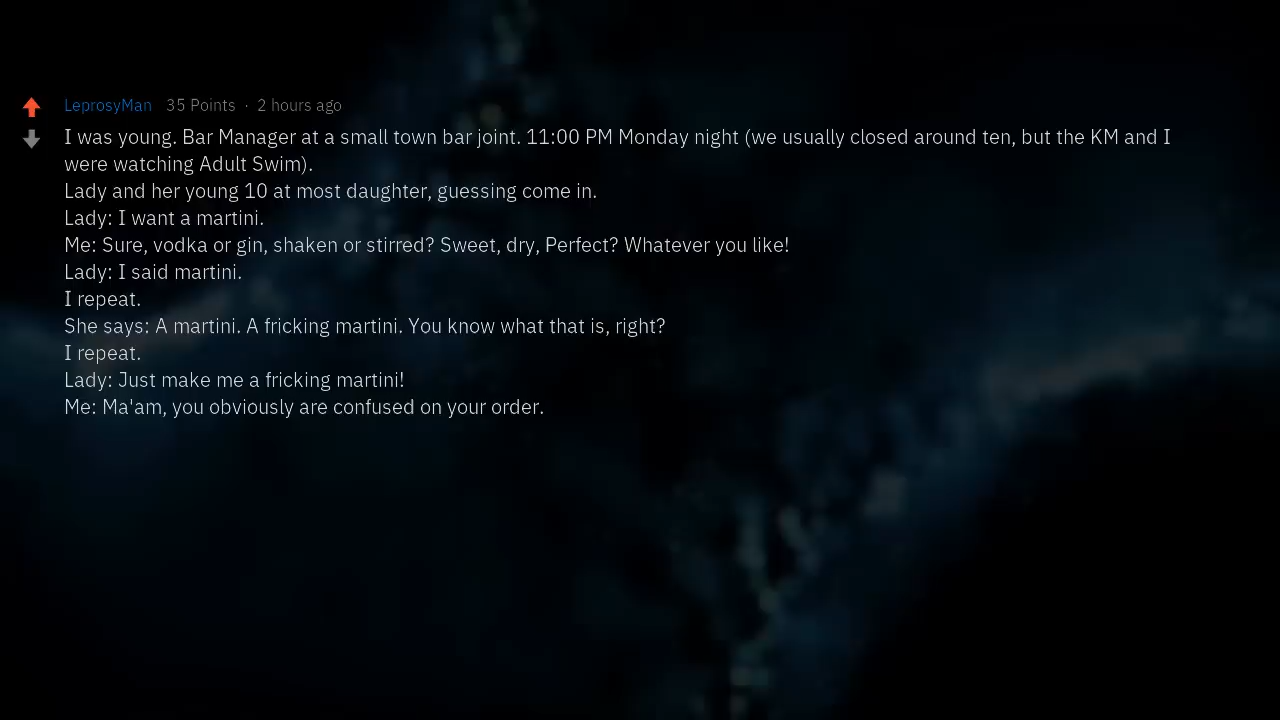 LeprosyMan 35 Points · 2 hours ago
I was young. Bar Manager at a small town bar joint. 11:00 PM Monday night (we usually closed around ten, but the KM and I
were watching Adult Swim).
Lady and her young 10 at most daughter, guessing come in.
Lady: I want a martini.
Me: Sure, vodka or gin, shaken or stirred? Sweet, dry, Perfect? Whatever you like!
Lady: I said martini.
I repeat.
She says: A martini. A fricking martini. You know what that is, right?
I repeat.
Lady: Just make me a fricking martini!
Me: Ma'am, you obviously are confused on your order.